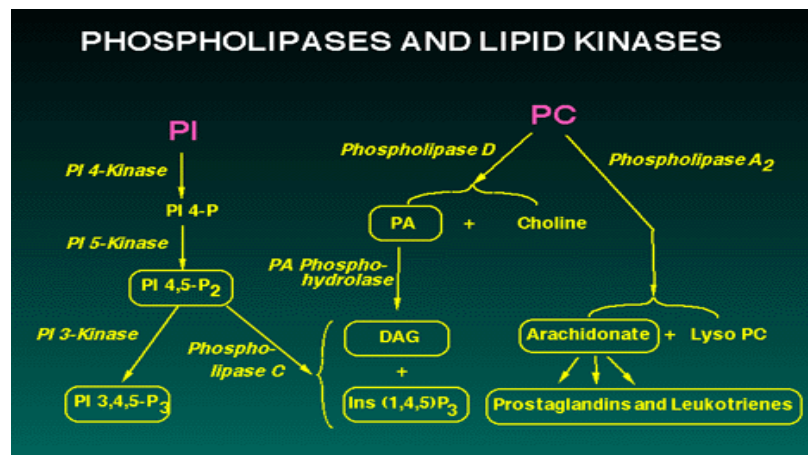 PHOSPHOLIPASES AND LIPID KINASES
PI
PI 4-Kinase
PI 4-P
PI 5-Kinase
PI 4,5-P2
PI 3-Kinase
PI 3,4,5-P3
Phospho-
lipase C
PC
Phospholipase D
Phospholipase A2
PA + Choline
PA Phospho-
hydrolase
DAG
+
Ins (1,4,5)P3
Arachidonate + Lyso PC
Prostaglandins and Leukotrienes